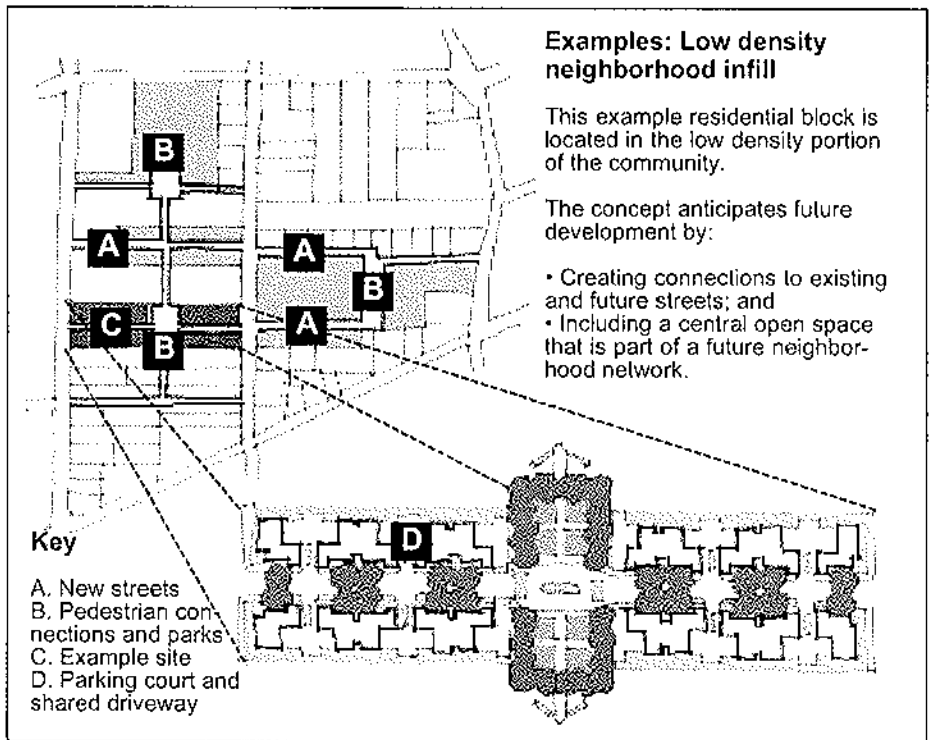 Examples: Low density
neighborhood infill
This example residential block is
located in the low density portion
of the community.
The concept anticipates future
development by:
• Creating connections to existing
and future streets; and
• Including a central open space
that is part of a future neighbor-
hood network.
B
A
A
B
C
B
A
D
Key
A. New streets
B. Pedestrian con-
nections and parks
C. Example site
D. Parking court and
shared driveway